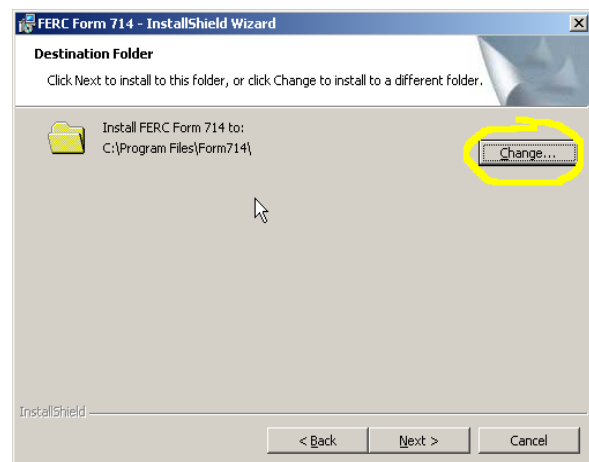 FERC Form 714 - InstallShield Wizard
Destination Folder
Click Next to install to this folder, or click Change to install to a different folder.
Install FERC Form 714 to:
C:\Program Files\Form714\
Change...
InstallShield
< Back Next > Cancel